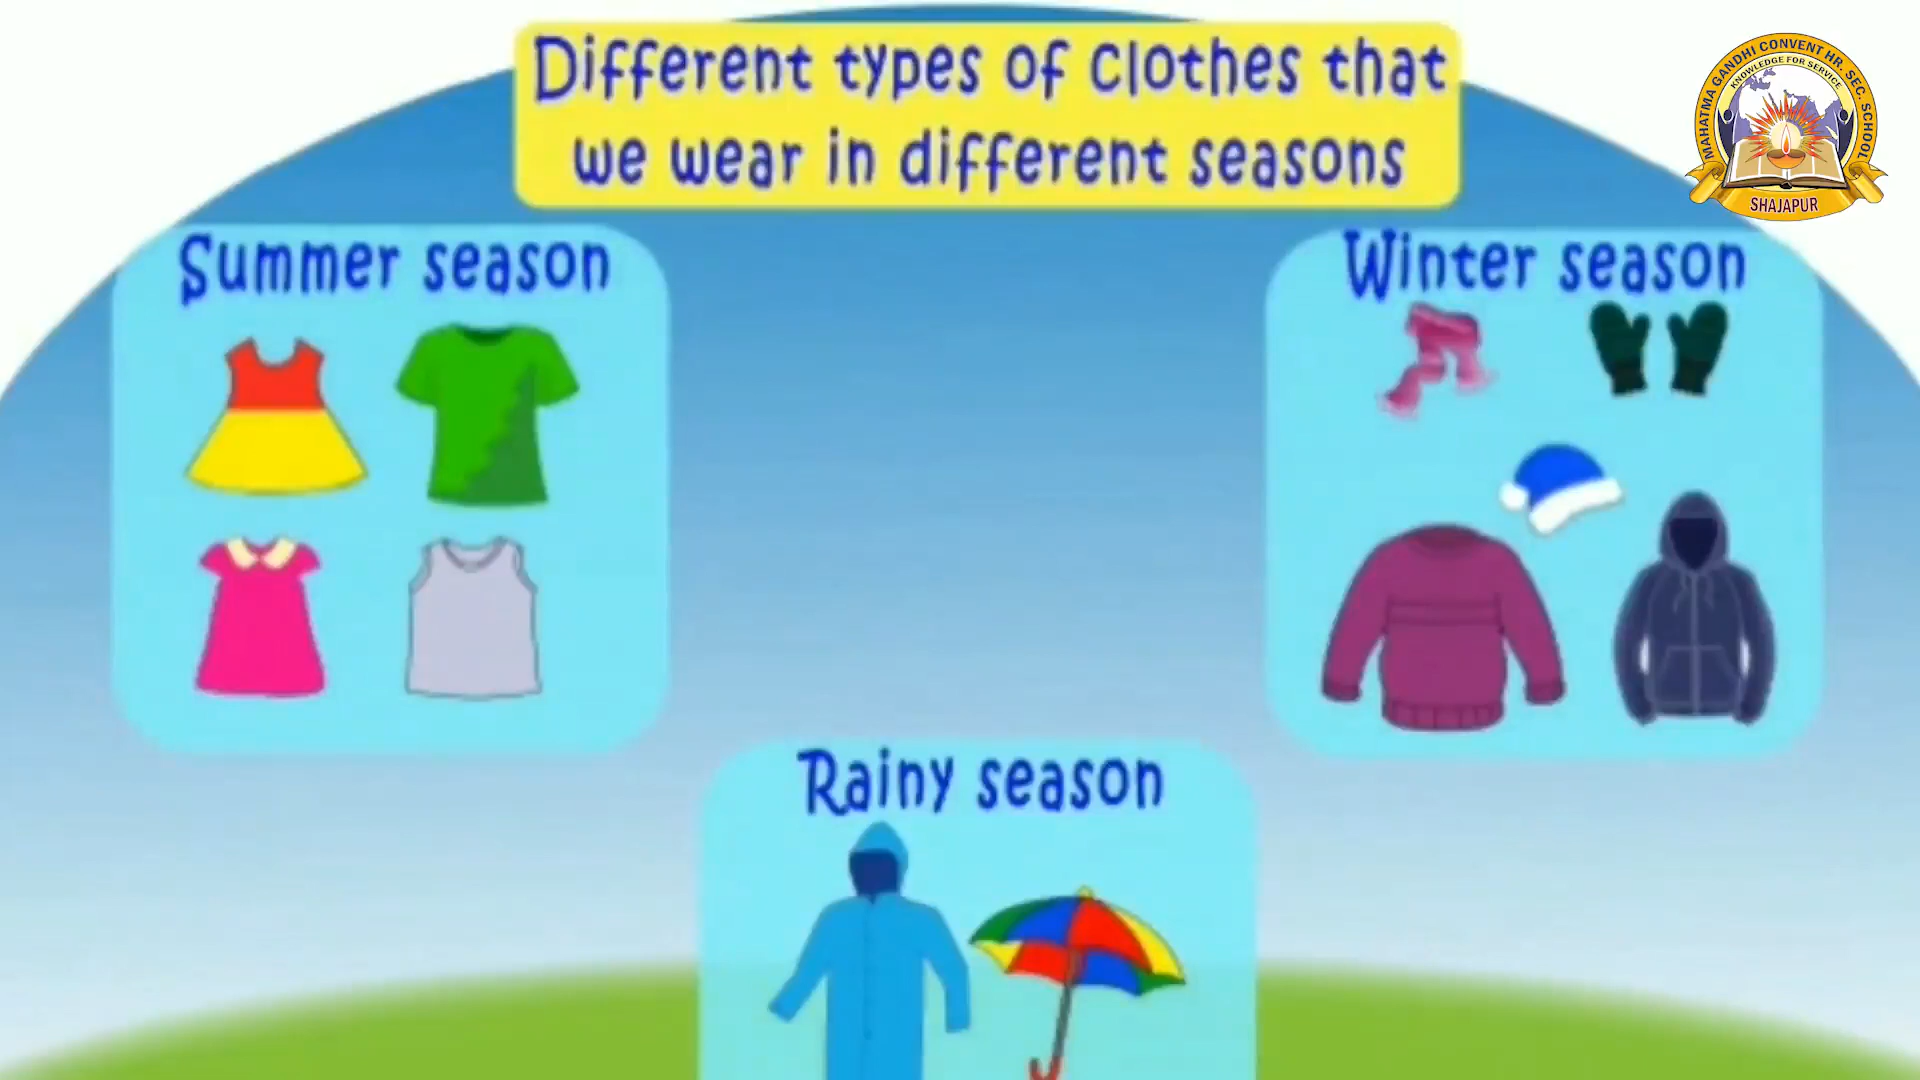 Different types of clothes that
we wear in different seasons
MAHATMA GANDHI CONVENT HR. SEC. SCHOOL
KNOWLEDGE FOR SERVICE
SHAJAPUR
Summer season
Winter season
Rainy season